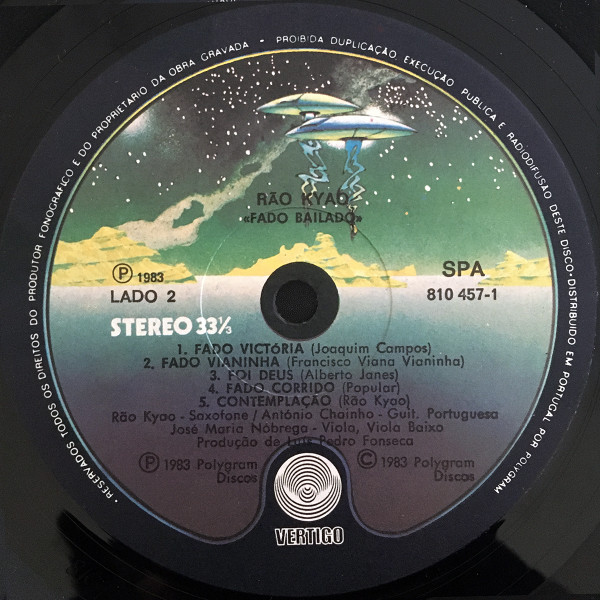 • RESERVADOS TODOS OS DIREITOS DO PRODUTOR FONOGRÁFICO E DO PROPRIETÁRIO DA OBRA GRAVADA - PROIBIDA DUPLICAÇÃO, EXECUÇÃO PÚBLICA E RADIODIFUSÃO DESTE DISCO - DISTRIBUIDO EM PORTUGAL POR POLYGRAM •
RÃO KYAO
«FADO BAILADO»
Ⓟ 1983
LADO 2
SPA
810 457-1
STEREO 33⅓
1. FADO VICTóRIA (Joaquim Campos)
2. FADO VIANINHA (Francisco Viana Vianinha)
3. FOI DEUS (Alberto Janes)
4. FADO CORRIDO (Popular)
5. CONTEMPLAÇÃO (Rão Kyao)
Rão Kyao - Saxofone / António Chainho - Guit. Portuguesa
José Maria Nóbrega - Viola, Viola Baixo
Produção de Luis Pedro Fonseca
Ⓟ 1983 Polygram Discos
© 1983 Polygram Discos
VERTIGO